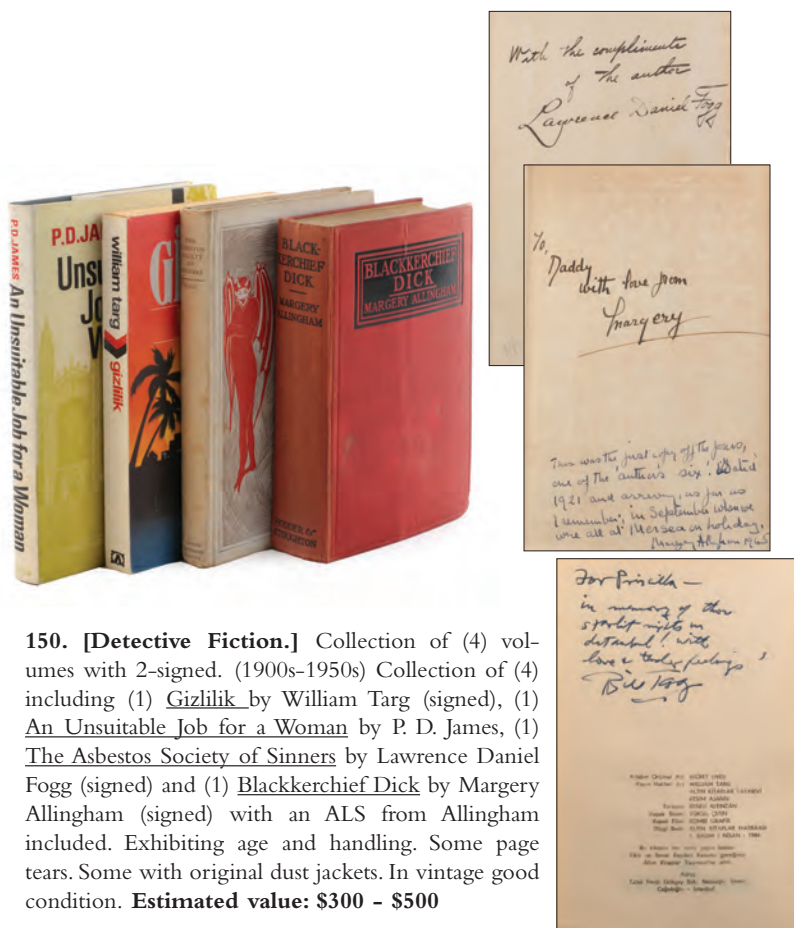 With the compliments
of the author
Lawrence Daniel Fogg
To,
Daddy
with love from
Margery
This was the first copy off the press,
one of the author's six! Dated
1921 and arriving, as far as
I remember, in September when we
were all at Mersea on holiday.
Margery Allingham
For Priscilla —
in memory of those
starlit nights in
Istanbul! with
love & tender feelings
Bill Targ
WILLIAM TARG
P.D. JAMES An Unsuitable Job for a Woman
P.D.JA
Unsu
Jo
william targ gizlilik
Gi
BLACK-
KERCHIEF
DICK
MARGERY
ALLINGHAM
HODDER &
STOUGHTON
BLACKKERCHIEF
DICK
MARGERY ALLINGHAM
150. [Detective Fiction.] Collection of (4) vol-
umes with 2-signed. (1900s-1950s) Collection of (4)
including (1) Gizlilik by William Targ (signed), (1)
An Unsuitable Job for a Woman by P. D. James, (1)
The Asbestos Society of Sinners by Lawrence Daniel
Fogg (signed) and (1) Blackkerchief Dick by Margery
Allingham (signed) with an ALS from Allingham
included. Exhibiting age and handling. Some page
tears. Some with original dust jackets. In vintage good
condition. Estimated value: $300 - $500